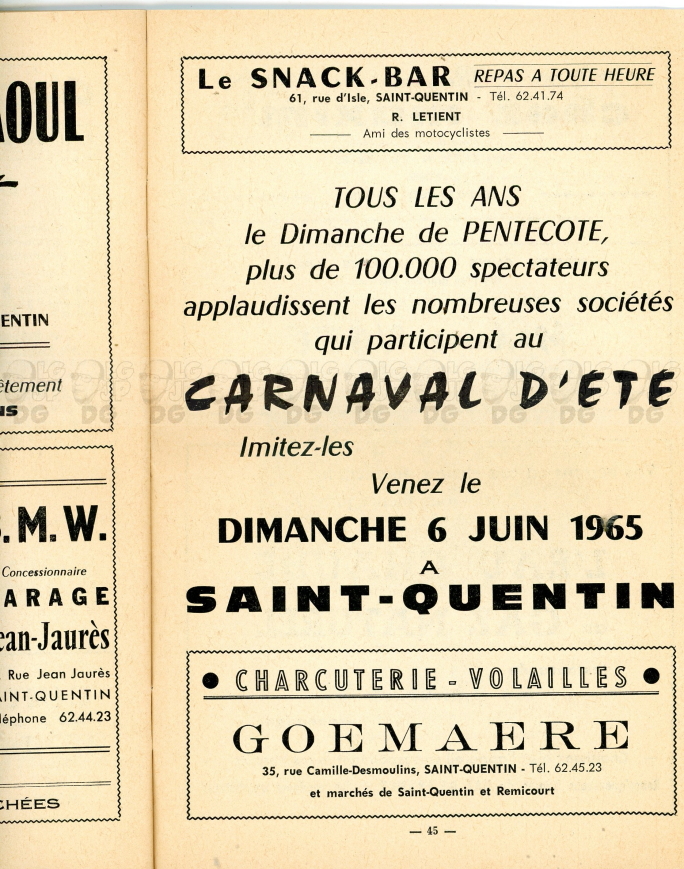 AOUL
ENTIN
êtement
NS
.M.W.
Concessionnaire
ARAGE
ean-Jaurès
Rue Jean Jaurès
AINT-QUENTIN
léphone 62.44.23
CHÉES
Le SNACK-BAR REPAS A TOUTE HEURE
61, rue d'Isle, SAINT-QUENTIN - Tél. 62.41.74
R. LETIENT
Ami des motocyclistes
TOUS LES ANS
le Dimanche de PENTECOTE,
plus de 100.000 spectateurs
applaudissent les nombreuses sociétés
qui participent au
CARNAVAL D'ETE
Imitez-les
Venez le
DIMANCHE 6 JUIN 1965
A
SAINT-QUENTIN
CHARCUTERIE - VOLAILLES
GOEMAERE
35, rue Camille-Desmoulins, SAINT-QUENTIN - Tél. 62.45.23
et marchés de Saint-Quentin et Remicourt
— 45 —